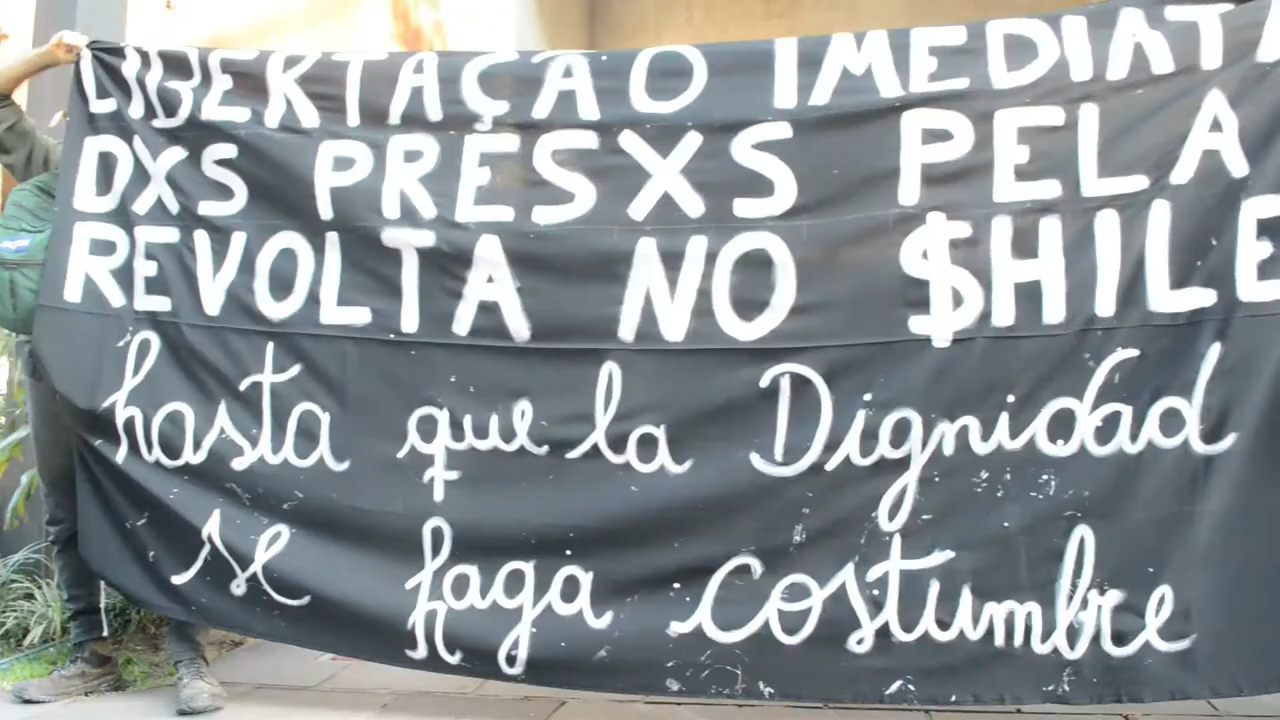 LIBERTAÇÃO IMEDIATA
DXS PRESXS PELA
REVOLTA NO $HILE
hasta que la Dignidad
se haga costumbre